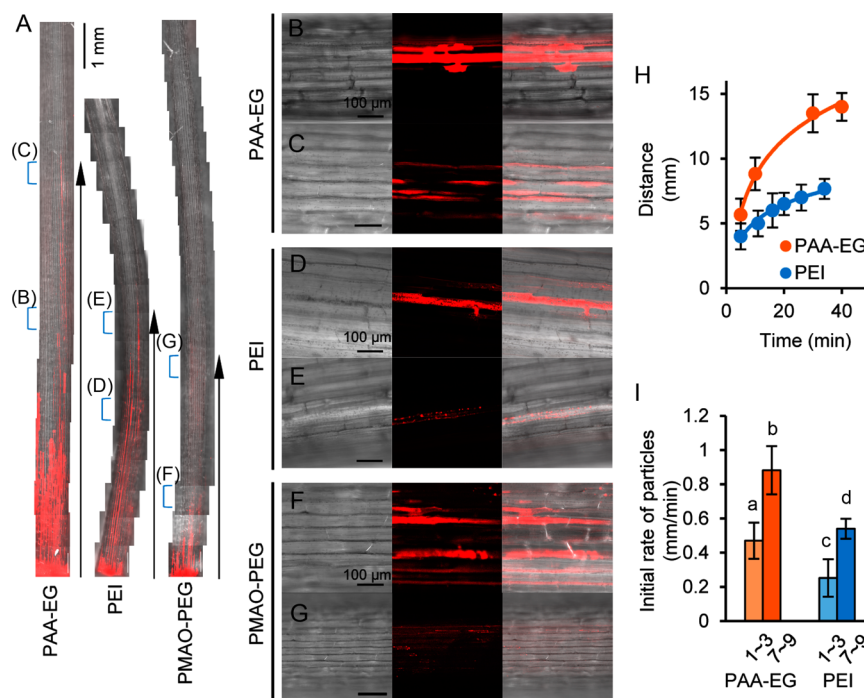 A
1 mm
(C)
(B)
(E)
(D)
(G)
(F)
PAA-EG
PEI
PMAO-PEG
PAA-EG
B
100 µm
C
PEI
D
100 µm
E
PMAO-PEG
F
100 µm
G
H
Distance
(mm)
15
10
5
0
PAA-EG
PEI
0
20
40
60
Time (min)
I
Initial rate of particles
(mm/min)
1.2
1
0.8
0.6
0.4
0.2
0
a
b
c
d
1~3
7~9
1~3
7~9
PAA-EG
PEI